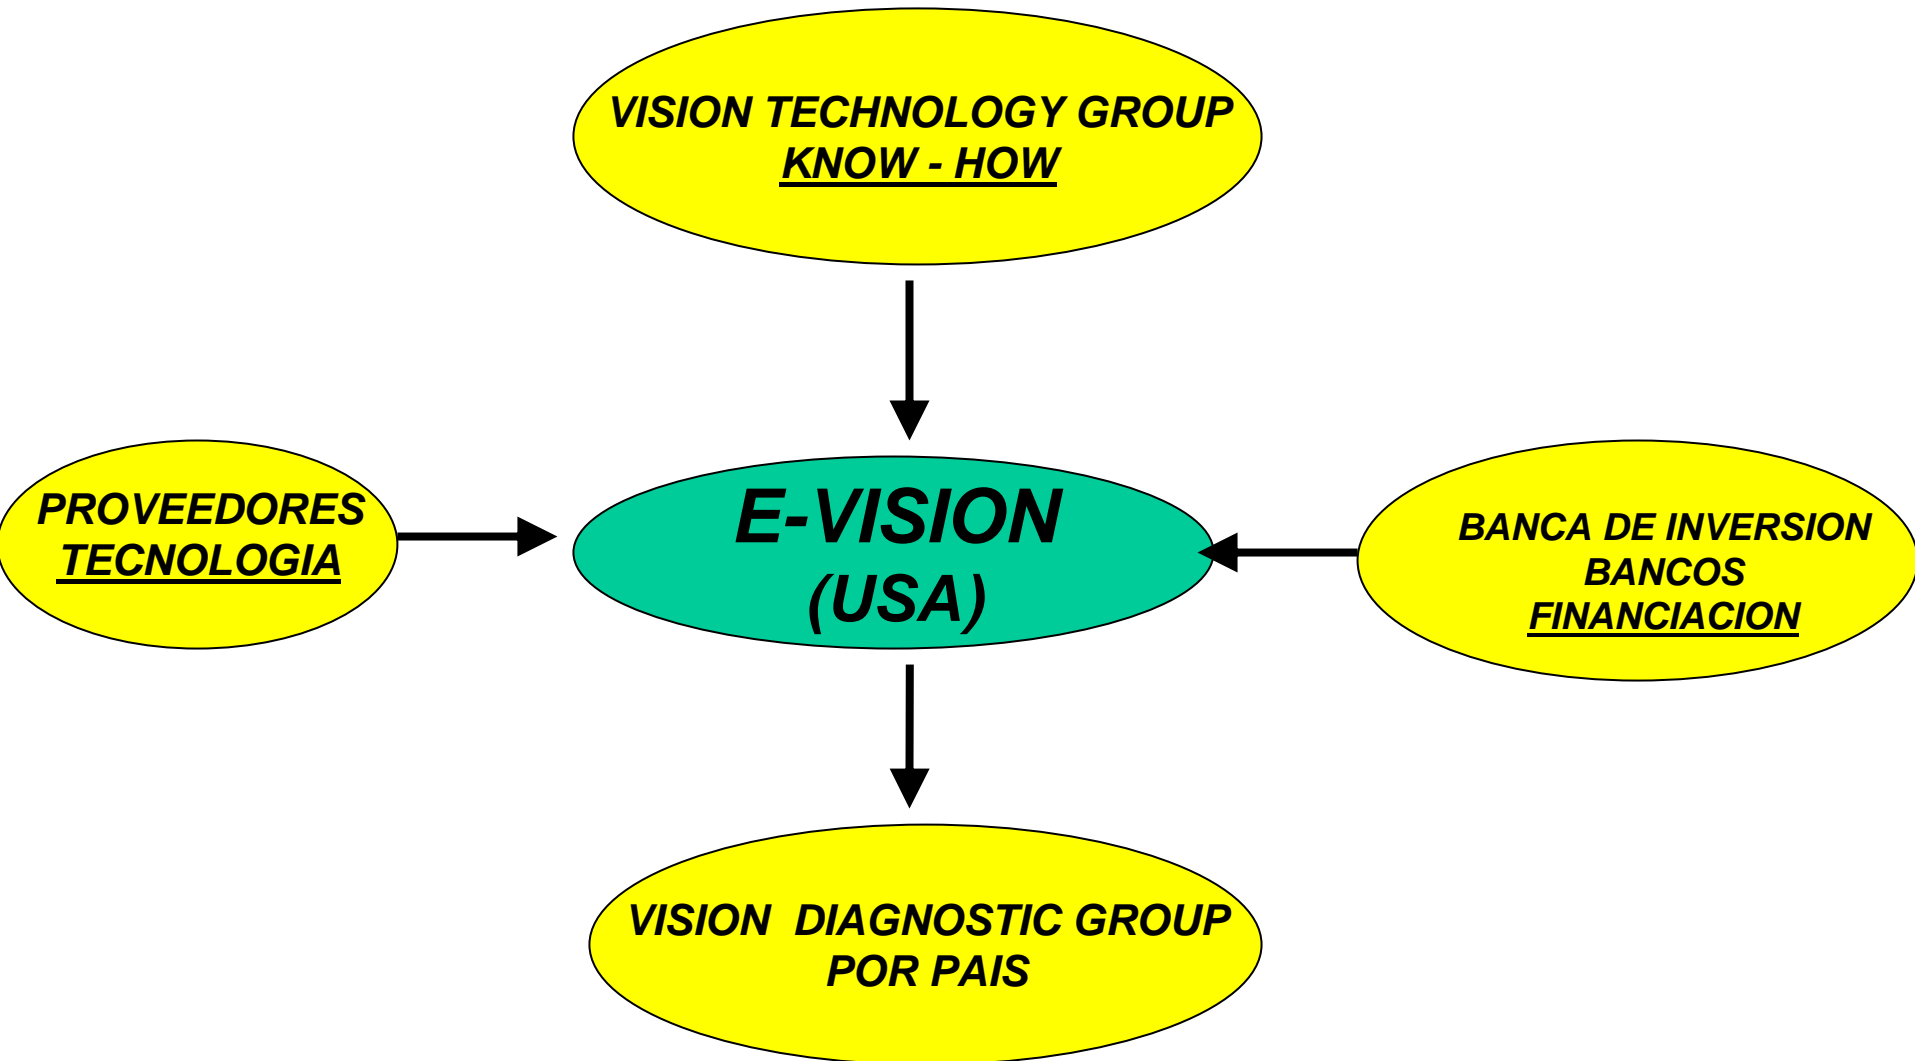 VISION TECHNOLOGY GROUP
KNOW - HOW
PROVEEDORES
TECNOLOGIA
E-VISION
(USA)
BANCA DE INVERSION
BANCOS
FINANCIACION
VISION DIAGNOSTIC GROUP
POR PAIS